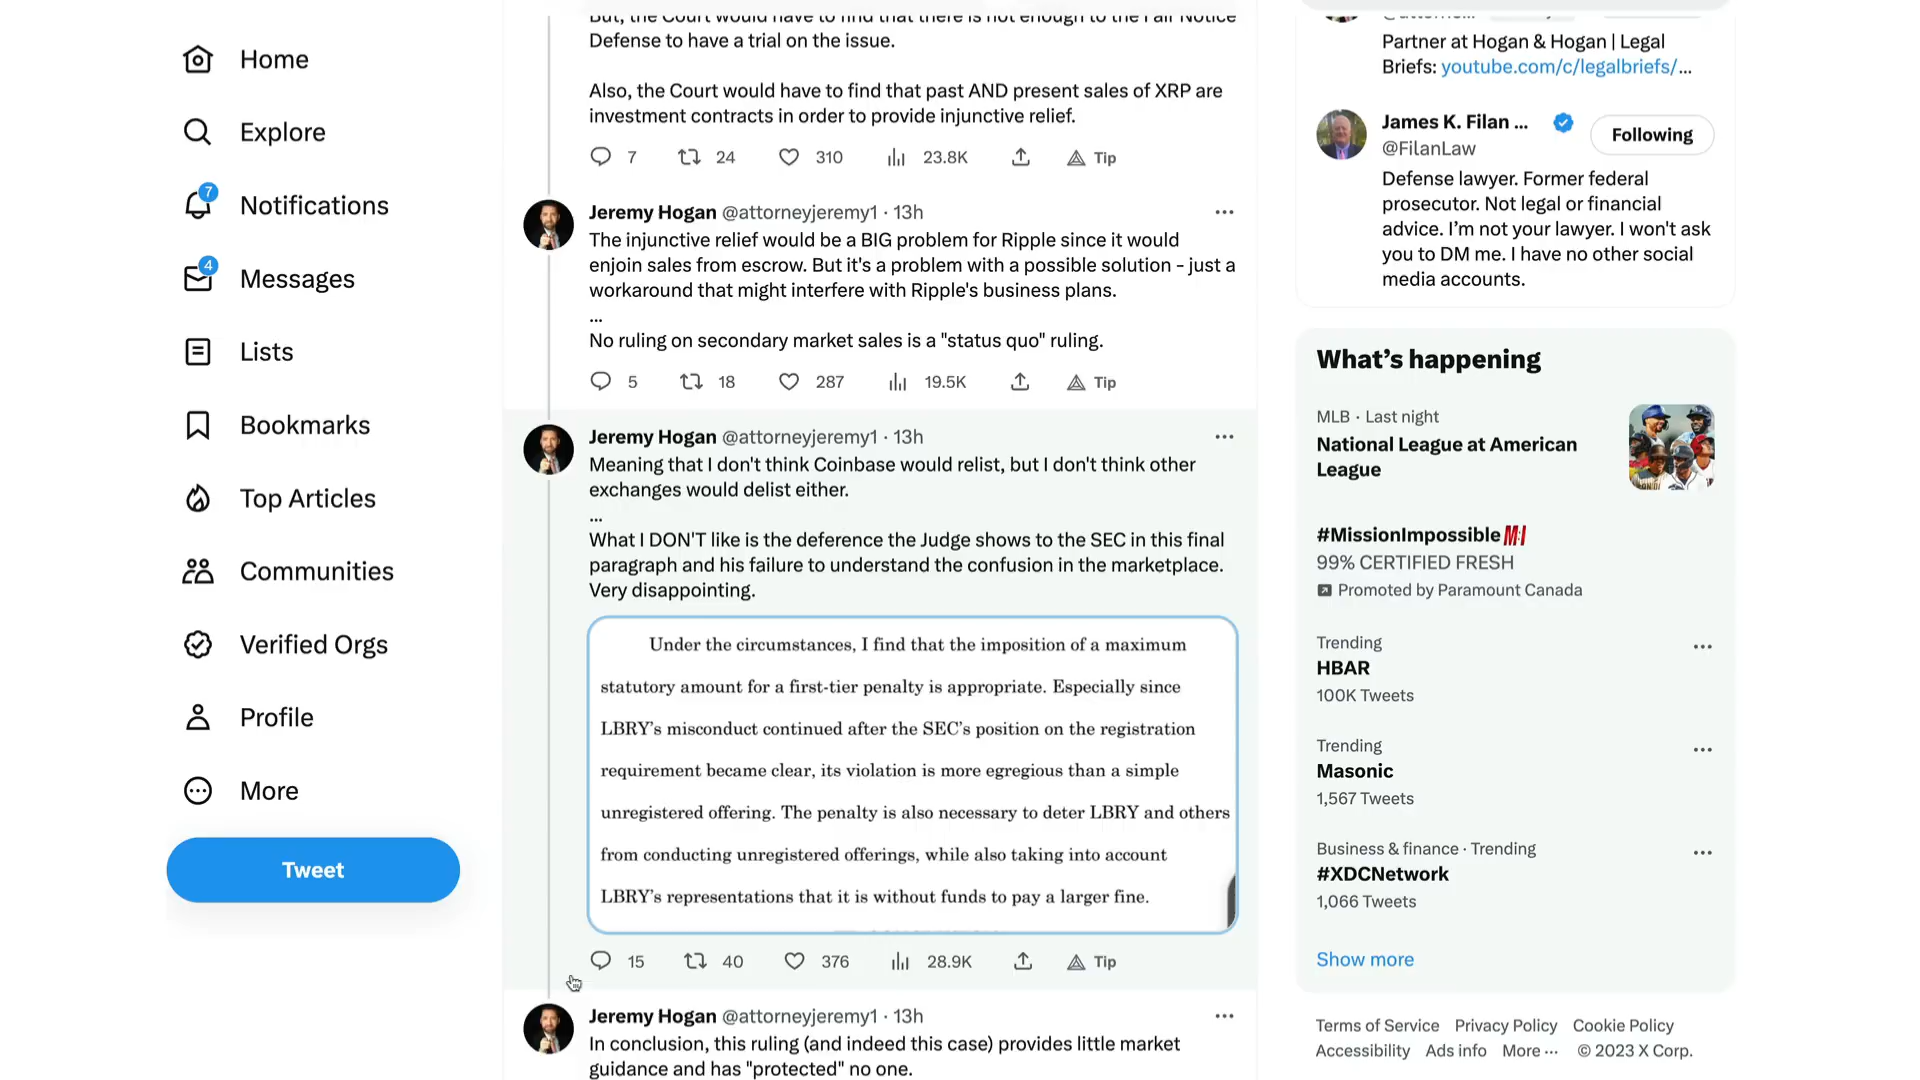 Home
Explore
7
Notifications
4
Messages
Lists
Bookmarks
Top Articles
Communities
Verified Orgs
Profile
More
Tweet
But, the Court would have to find that there is not enough to the Fair Notice
Defense to have a trial on the issue.
Also, the Court would have to find that past AND present sales of XRP are
investment contracts in order to provide injunctive relief.
7 24 310 23.8K Tip
Jeremy Hogan @attorneyjeremy1 · 13h
The injunctive relief would be a BIG problem for Ripple since it would
enjoin sales from escrow. But it's a problem with a possible solution - just a
workaround that might interfere with Ripple's business plans.
...
No ruling on secondary market sales is a "status quo" ruling.
5 18 287 19.5K Tip
Jeremy Hogan @attorneyjeremy1 · 13h
Meaning that I don't think Coinbase would relist, but I don't think other
exchanges would delist either.
...
What I DON'T like is the deference the Judge shows to the SEC in this final
paragraph and his failure to understand the confusion in the marketplace.
Very disappointing.
Under the circumstances, I find that the imposition of a maximum
statutory amount for a first-tier penalty is appropriate. Especially since
LBRY's misconduct continued after the SEC's position on the registration
requirement became clear, its violation is more egregious than a simple
unregistered offering. The penalty is also necessary to deter LBRY and others
from conducting unregistered offerings, while also taking into account
LBRY's representations that it is without funds to pay a larger fine.
15 40 376 28.9K Tip
Jeremy Hogan @attorneyjeremy1 · 13h
In conclusion, this ruling (and indeed this case) provides little market
guidance and has "protected" no one.
Partner at Hogan & Hogan | Legal
Briefs: youtube.com/c/legalbriefs/...
James K. Filan ...
@FilanLaw
Following
Defense lawyer. Former federal
prosecutor. Not legal or financial
advice. I'm not your lawyer. I won't ask
you to DM me. I have no other social
media accounts.
What's happening
MLB · Last night
National League at American
League
#MissionImpossible
99% CERTIFIED FRESH
Promoted by Paramount Canada
Trending
HBAR
100K Tweets
Trending
Masonic
1,567 Tweets
Business & finance · Trending
#XDCNetwork
1,066 Tweets
Show more
Terms of Service Privacy Policy Cookie Policy
Accessibility Ads info More ... © 2023 X Corp.